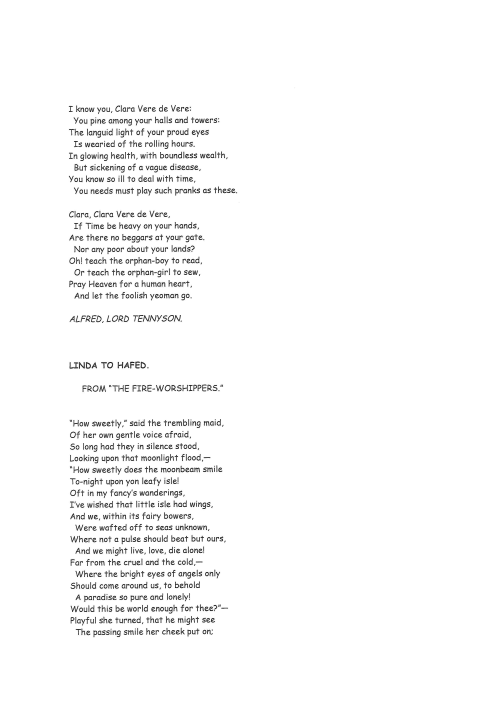 I know you, Clara Vere de Vere:
You pine among your halls and towers:
The languid light of your proud eyes
Is wearied of the rolling hours.
In glowing health, with boundless wealth,
But sickening of a vague disease,
You know so ill to deal with time,
You needs must play such pranks as these.

Clara, Clara Vere de Vere,
If Time be heavy on your hands,
Are there no beggars at your gate.
Nor any poor about your lands?
Oh! teach the orphan-boy to read,
Or teach the orphan-girl to sew,
Pray Heaven for a human heart,
And let the foolish yeoman go.

ALFRED, LORD TENNYSON.

LINDA TO HAFED.

FROM "THE FIRE-WORSHIPPERS."

"How sweetly," said the trembling maid,
Of her own gentle voice afraid,
So long had they in silence stood,
Looking upon that moonlight flood,—
"How sweetly does the moonbeam smile
To-night upon yon leafy isle!
Oft in my fancy's wanderings,
I've wished that little isle had wings,
And we, within its fairy bowers,
Were wafted off to seas unknown,
Where not a pulse should beat but ours,
And we might live, love, die alone!
Far from the cruel and the cold,—
Where the bright eyes of angels only
Should come around us, to behold
A paradise so pure and lonely!
Would this be world enough for thee?"—
Playful she turned, that he might see
The passing smile her cheek put on;